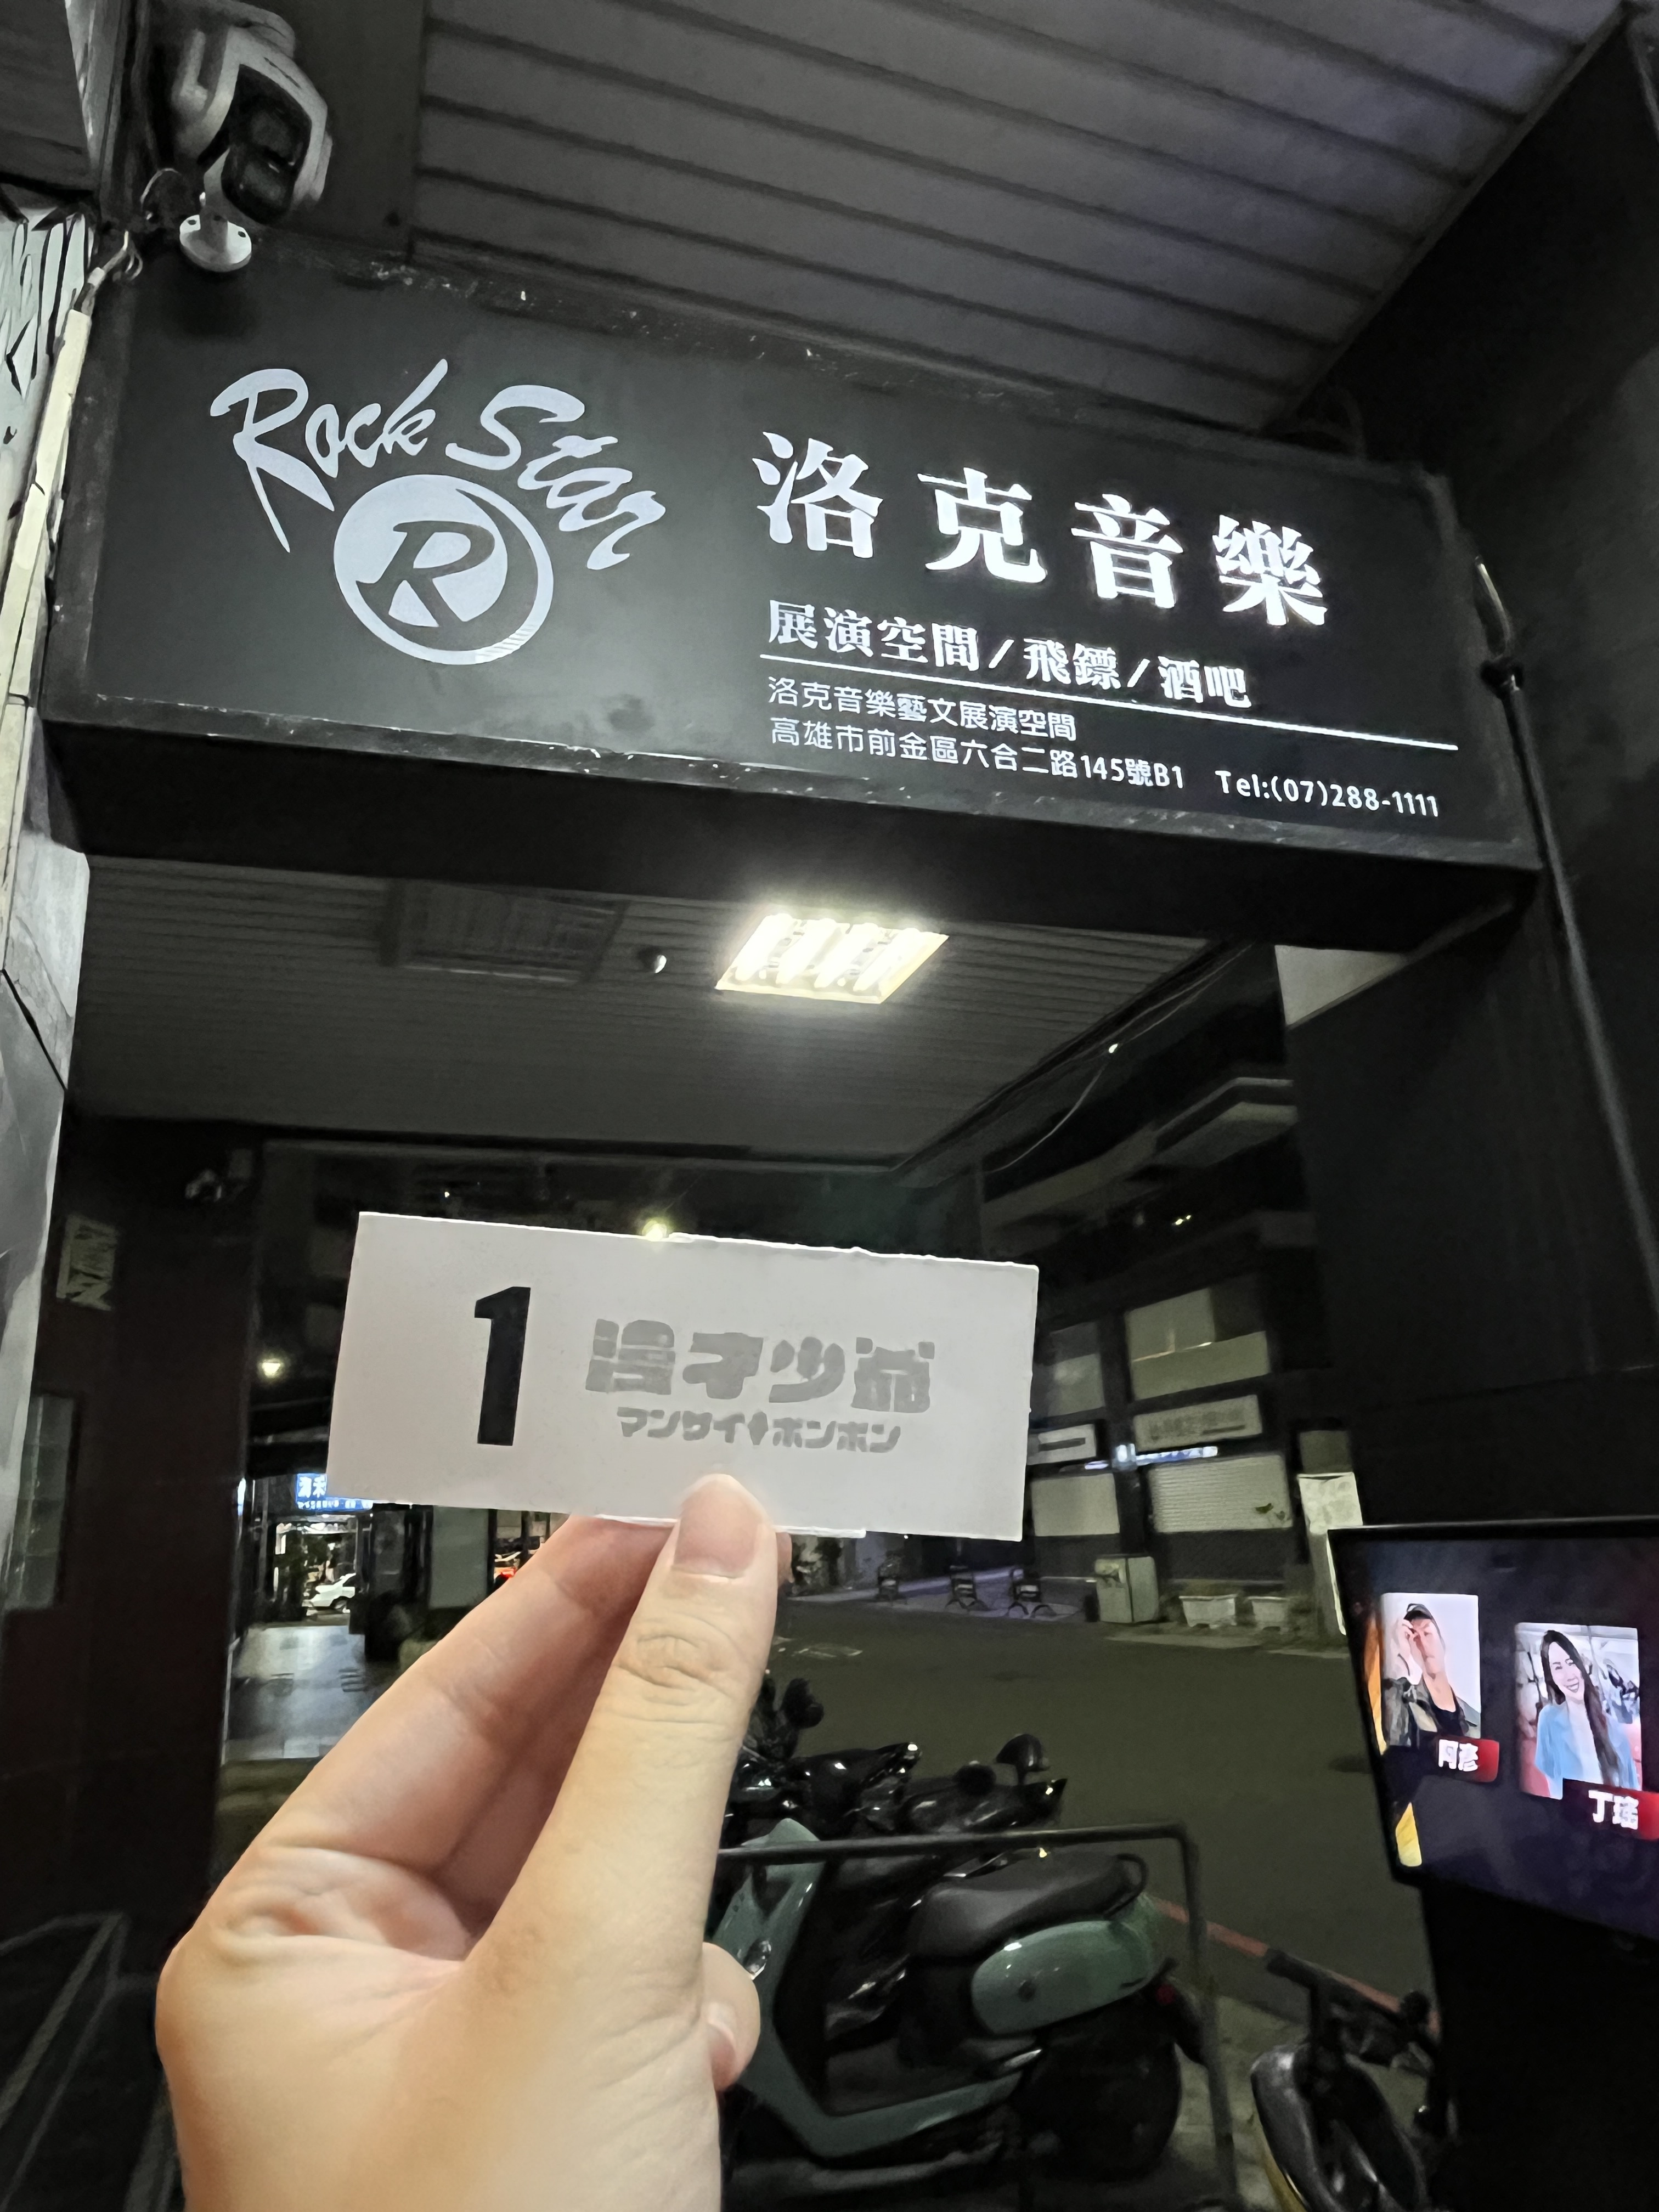 Rock Star
R
洛克音樂
展演空間/飛鏢/酒吧
洛克音樂藝文展演空間
高雄市前金區六合二路145號B1 Tel:(07)288-1111
1
漫才少爺
マンザイ ボンボン
阿彥
丁瑤